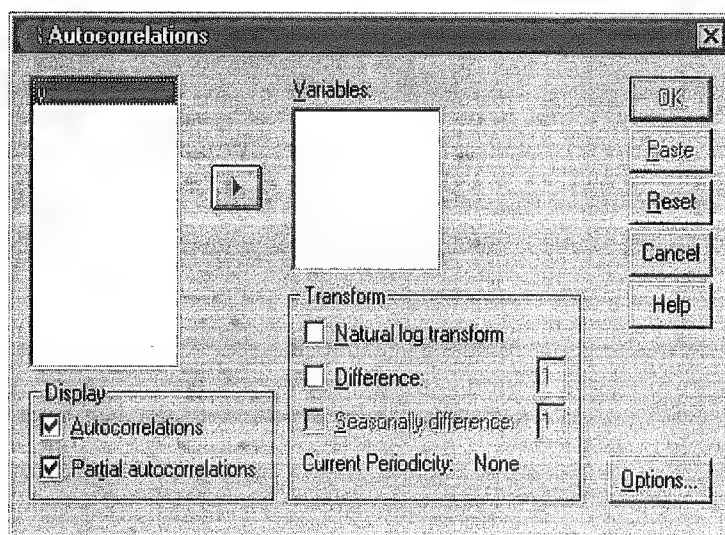 Autocorrelations
Variables:
OK
Paste
Reset
Cancel
Help
Transform
Natural log transform
Difference: 1
Seasonally difference: 1
Current Periodicity: None
Display
Autocorrelations
Partial autocorrelations
Options...